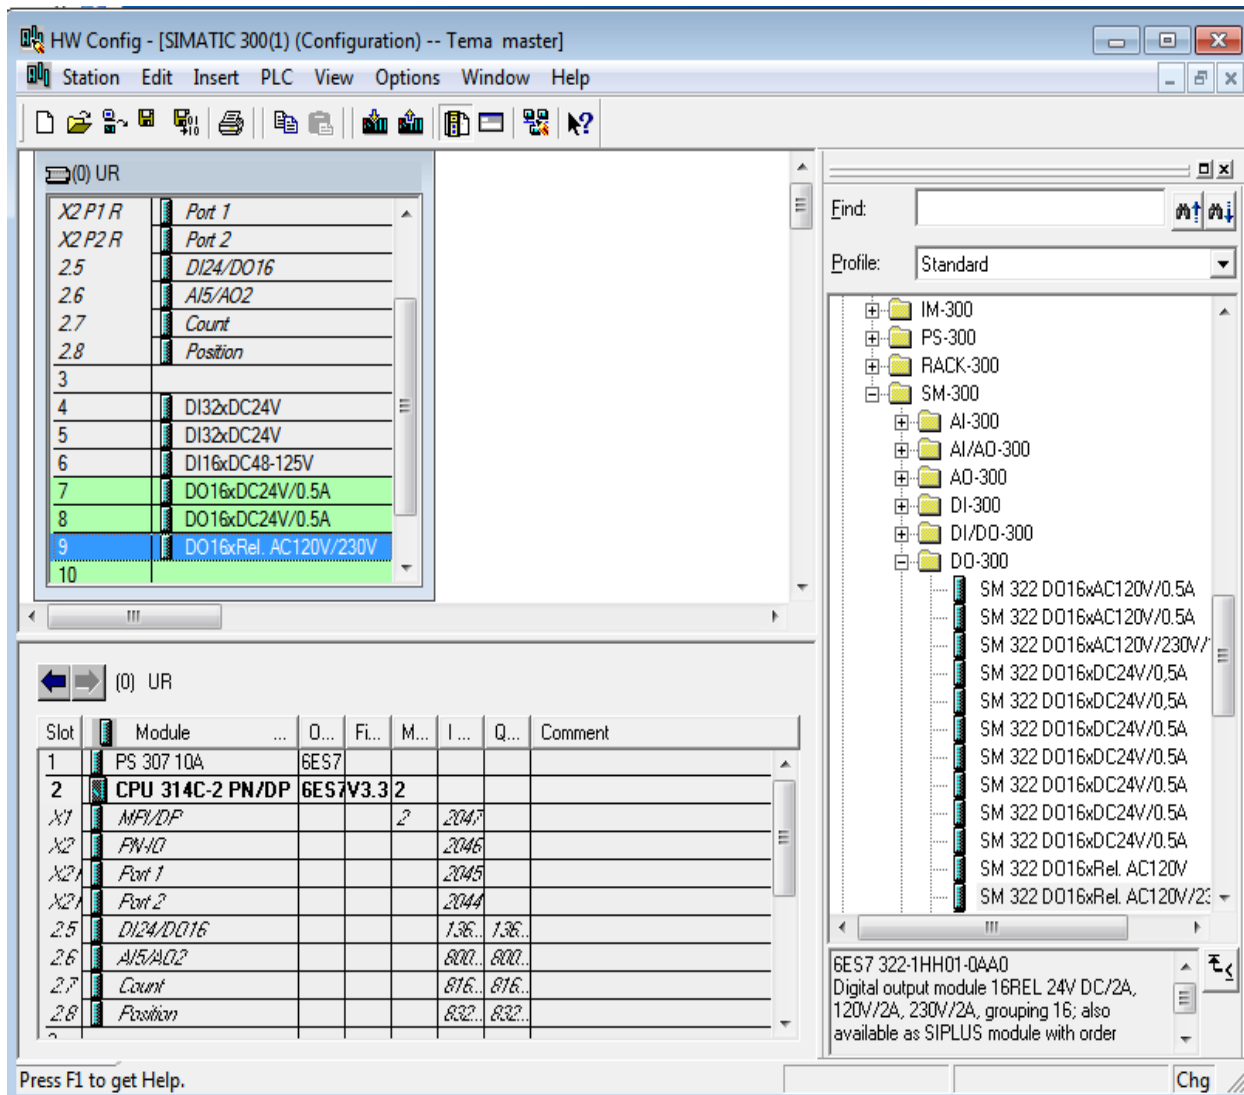 HW Config - [SIMATIC 300(1) (Configuration) -- Tema master]
Station Edit Insert PLC View Options Window Help
(0) UR
X2 P1 R Port 1
X2 P2 R Port 2
2.5 DI24/DO16
2.6 AI5/AO2
2.7 Count
2.8 Position
3
4 DI32xDC24V
5 DI32xDC24V
6 DI16xDC48-125V
7 DO16xDC24V/0.5A
8 DO16xDC24V/0.5A
9 DO16xRel. AC120V/230V
10
(0) UR
Slot Module ... O... Fi... M... I ... Q... Comment
1 PS 307 10A 6ES7
2 CPU 314C-2 PN/DP 6ES7 V3.3 2
X1 MPI/DP 2 2047
X2 PN-IO 2046
X2 Port 1 2045
X2 Port 2 2044
2.5 DI24/DO16 136... 136...
2.6 AI5/AO2 800... 800...
2.7 Count 816... 816...
2.8 Position 832... 832...
Find:
Profile: Standard
IM-300
PS-300
RACK-300
SM-300
AI-300
AI/AO-300
AO-300
DI-300
DI/DO-300
DO-300
SM 322 DO16xAC120V/0.5A
SM 322 DO16xAC120V/0.5A
SM 322 DO16xAC120V/230V/
SM 322 DO16xDC24V/0,5A
SM 322 DO16xDC24V/0,5A
SM 322 DO16xDC24V/0.5A
SM 322 DO16xDC24V/0.5A
SM 322 DO16xDC24V/0.5A
SM 322 DO16xDC24V/0.5A
SM 322 DO16xDC24V/0.5A
SM 322 DO16xRel. AC120V
SM 322 DO16xRel. AC120V/23
6ES7 322-1HH01-0AA0
Digital output module 16REL 24V DC/2A,
120V/2A, 230V/2A, grouping 16; also
available as SIPLUS module with order
Press F1 to get Help.
Chg